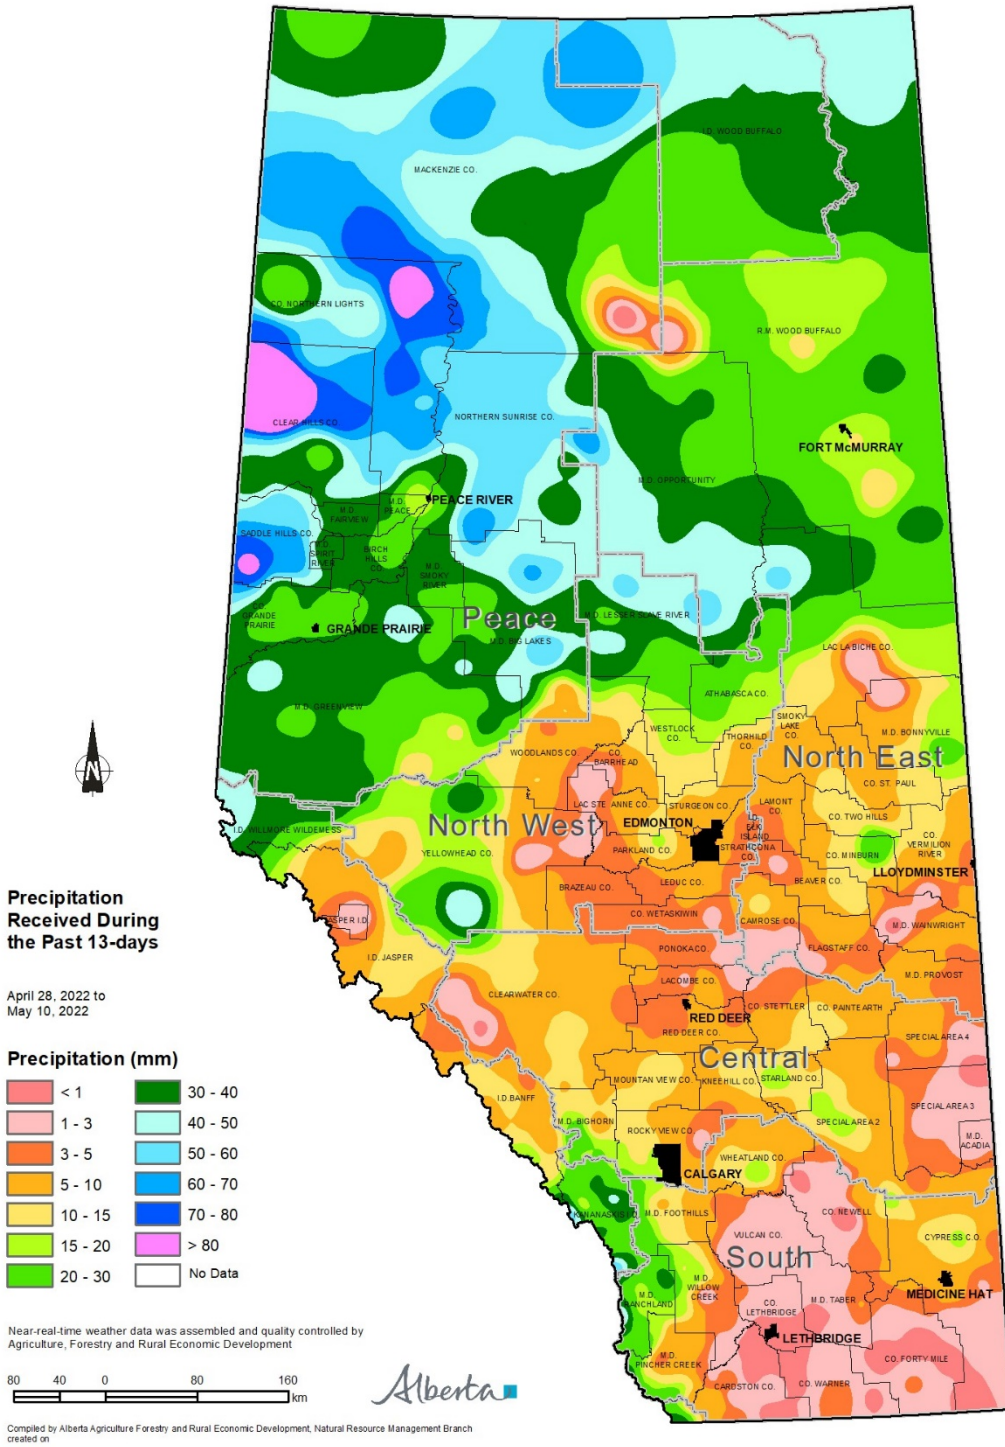 I.D. WOOD BUFFALO
MACKENZIE CO.
CO. NORTHERN LIGHTS
R.M. WOOD BUFFALO
CLEAR HILLS CO.
NORTHERN SUNRISE CO.
FORT McMURRAY
M.D. OPPORTUNITY
M.D.
PEACE
PEACE RIVER
M.D.
FAIRVIEW
SADDLE HILLS CO.
M.D.
SPIRIT
RIVER
BIRCH
HILLS
CO
M.D.
SMOKY
RIVER
CO.
GRANDE
PRAIRIE
GRANDE PRAIRIE
Peace
M.D. LESSER SLAVE RIVER
M.D. BIG LAKES
LAC LA BICHE CO.
M.D. GREENVIEW
ATHABASCA CO.
WESTLOCK
CO.
THORHILD
CO.
SMOKY
LAKE
CO.
M.D. BONNYVILLE
WOODLANDS CO.
CO.
BARRHEAD
North East
CO. ST. PAUL
N
LAC STE ANNE CO.
STURGEON CO.
LAMONT
CO.
CO. TWO HILLS
North West
EDMONTON
I.D.
ELK
ISLAND
I.D. WILLMORE WILDERNESS
YELLOWHEAD CO.
PARKLAND CO.
STRATHCONA
CO.
CO. MINBURN
CO.
VERMILION
RIVER
LLOYDMINSTER
BRAZEAU CO.
LEDUC CO.
BEAVER CO.
Precipitation
Received During
the Past 13-days
JASPER I.D.
CO. WETASKIWIN
CAMROSE CO.
M.D. WAINWRIGHT
I.D. JASPER
PONOKA CO.
FLAGSTAFF CO.
April 28, 2022 to
May 10, 2022
CLEARWATER CO.
LACOMBE CO.
M.D. PROVOST
RED DEER
CO. STETTLER
CO. PAINTEARTH
RED DEER CO.
SPECIAL AREA 4
Central
Precipitation (mm)
< 1
1 - 3
3 - 5
5 - 10
10 - 15
15 - 20
20 - 30
30 - 40
40 - 50
50 - 60
60 - 70
70 - 80
> 80
No Data
MOUNTAIN VIEW CO.
KNEEHILL CO.
STARLAND CO.
I.D. BANFF
SPECIAL AREA 3
M.D. BIGHORN
SPECIAL AREA 2
ROCKY VIEW CO.
M.D.
ACADIA
CALGARY
WHEATLAND CO.
KANANASKIS I.D.
M.D. FOOTHILLS
CO. NEWELL
VULCAN CO.
CYPRESS CO.
South
M.D.
WILLOW
CREEK
M.D.
RANCHLAND
CO.
LETHBRIDGE
M.D. TABER
MEDICINE HAT
LETHBRIDGE
M.D.
PINCHER CREEK
CO. FORTY MILE
CARDSTON CO.
CO. WARNER
Near-real-time weather data was assembled and quality controlled by
Agriculture, Forestry and Rural Economic Development
80 40 0 80 160
km
Alberta
Compiled by Alberta Agriculture Forestry and Rural Economic Development, Natural Resource Management Branch
created on